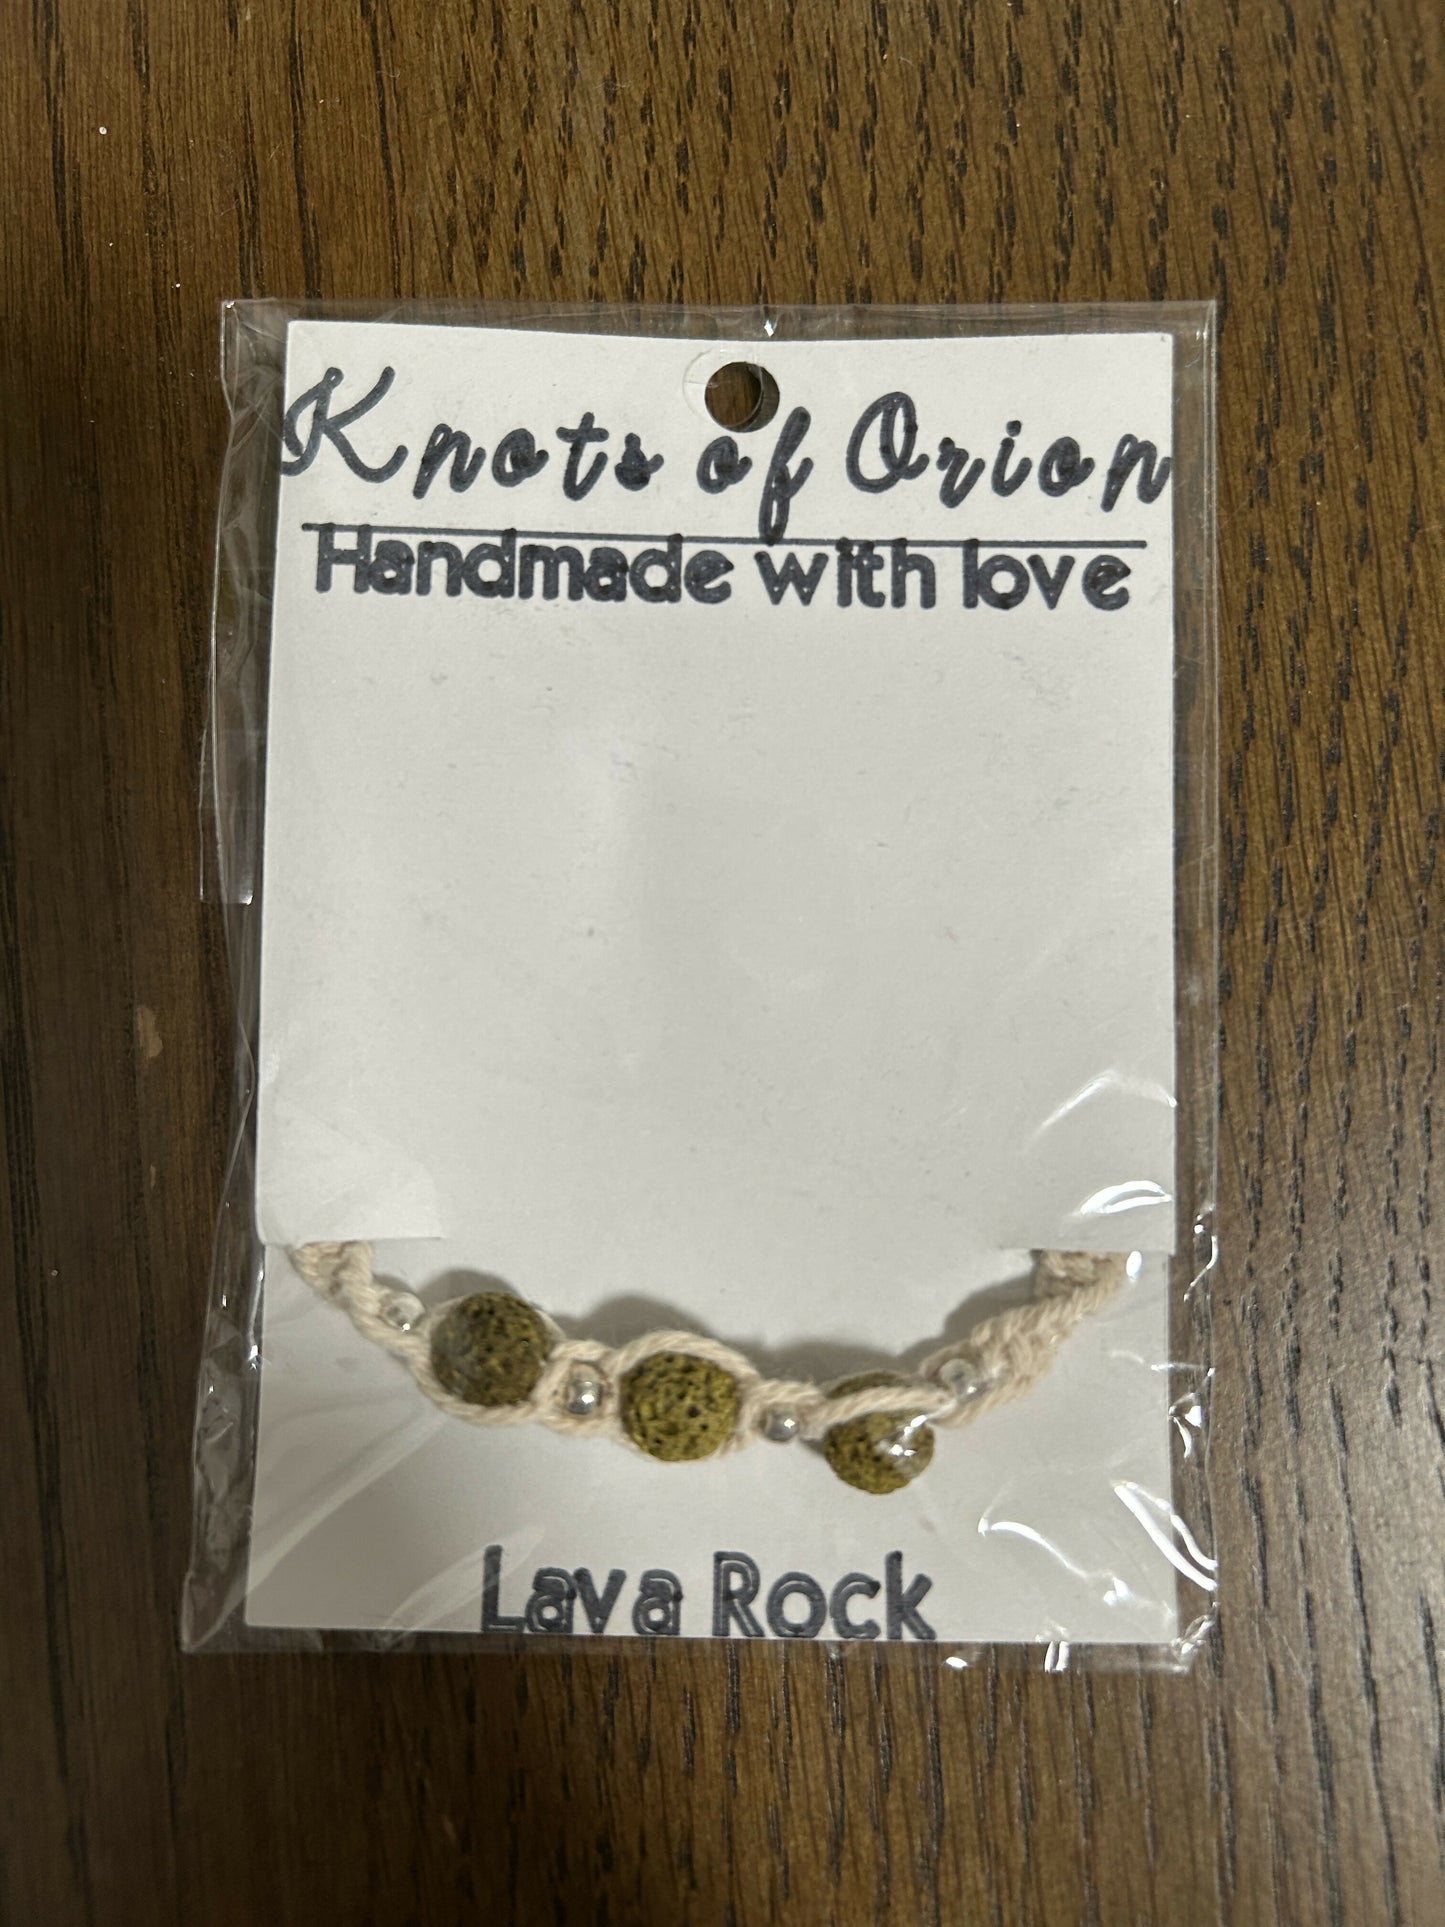 Knots of Orion
Handmade with love
Lava Rock